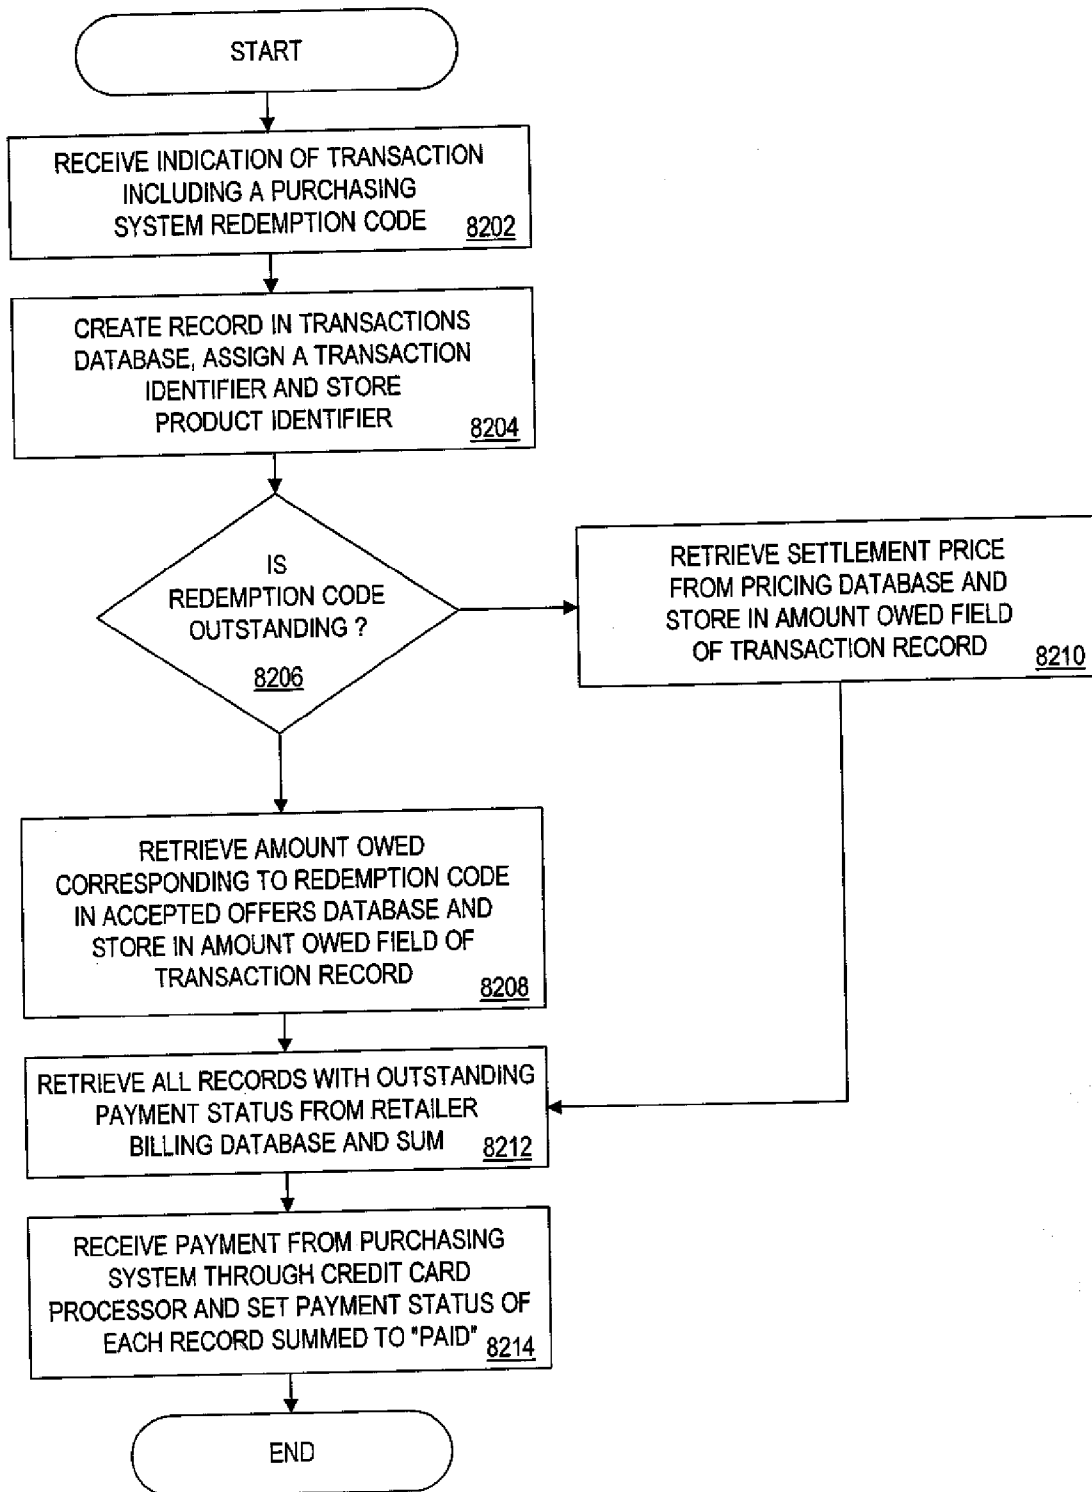 START
RECEIVE INDICATION OF TRANSACTION
INCLUDING A PURCHASING
SYSTEM REDEMPTION CODE
8202
CREATE RECORD IN TRANSACTIONS
DATABASE, ASSIGN A TRANSACTION
IDENTIFIER AND STORE
PRODUCT IDENTIFIER
8204
IS
REDEMPTION CODE
OUTSTANDING ?
8206
RETRIEVE SETTLEMENT PRICE
FROM PRICING DATABASE AND
STORE IN AMOUNT OWED FIELD
OF TRANSACTION RECORD
8210
RETRIEVE AMOUNT OWED
CORRESPONDING TO REDEMPTION CODE
IN ACCEPTED OFFERS DATABASE AND
STORE IN AMOUNT OWED FIELD OF
TRANSACTION RECORD
8208
RETRIEVE ALL RECORDS WITH OUTSTANDING
PAYMENT STATUS FROM RETAILER
BILLING DATABASE AND SUM
8212
RECEIVE PAYMENT FROM PURCHASING
SYSTEM THROUGH CREDIT CARD
PROCESSOR AND SET PAYMENT STATUS OF
EACH RECORD SUMMED TO "PAID"
8214
END